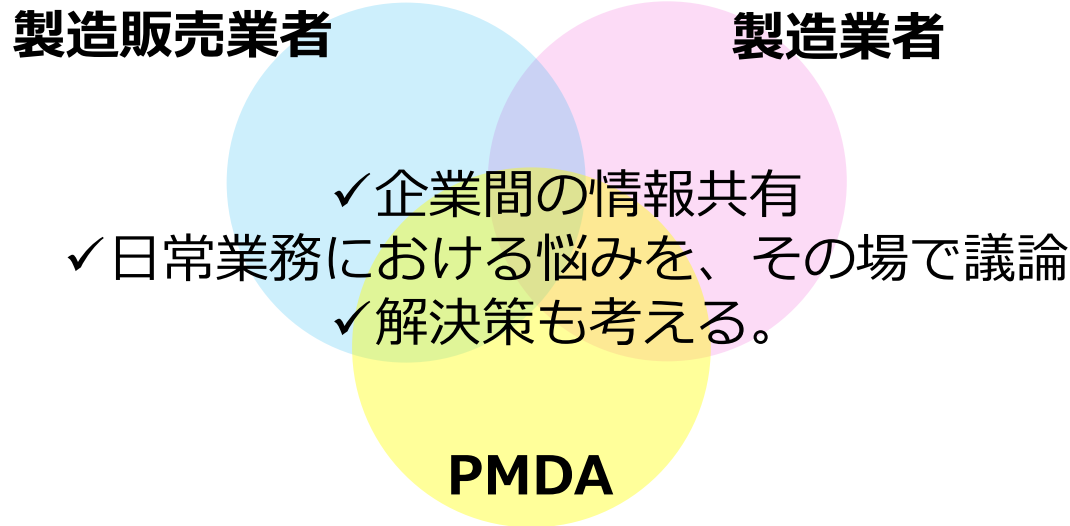 製造販売業者
製造業者
✓企業間の情報共有
✓日常業務における悩みを、その場で議論
✓解決策も考える。
PMDA